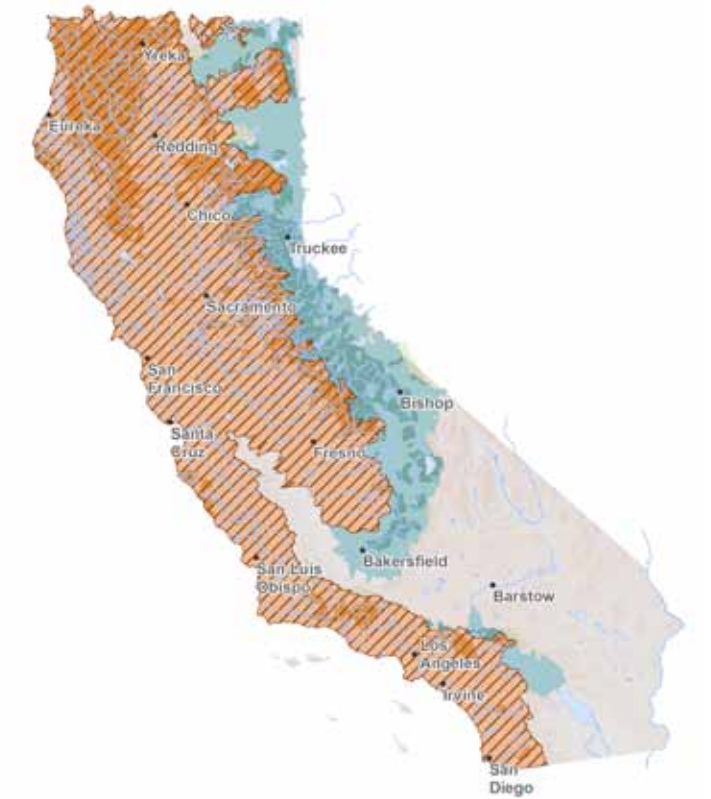 Yreka
Eureka
Redding
Chico
Truckee
Sacramento
San
Francisco
Bishop
Santa
Cruz
Fresno
Bakersfield
San Luis
Obispo
Barstow
Los
Angeles
Irvine
San
Diego